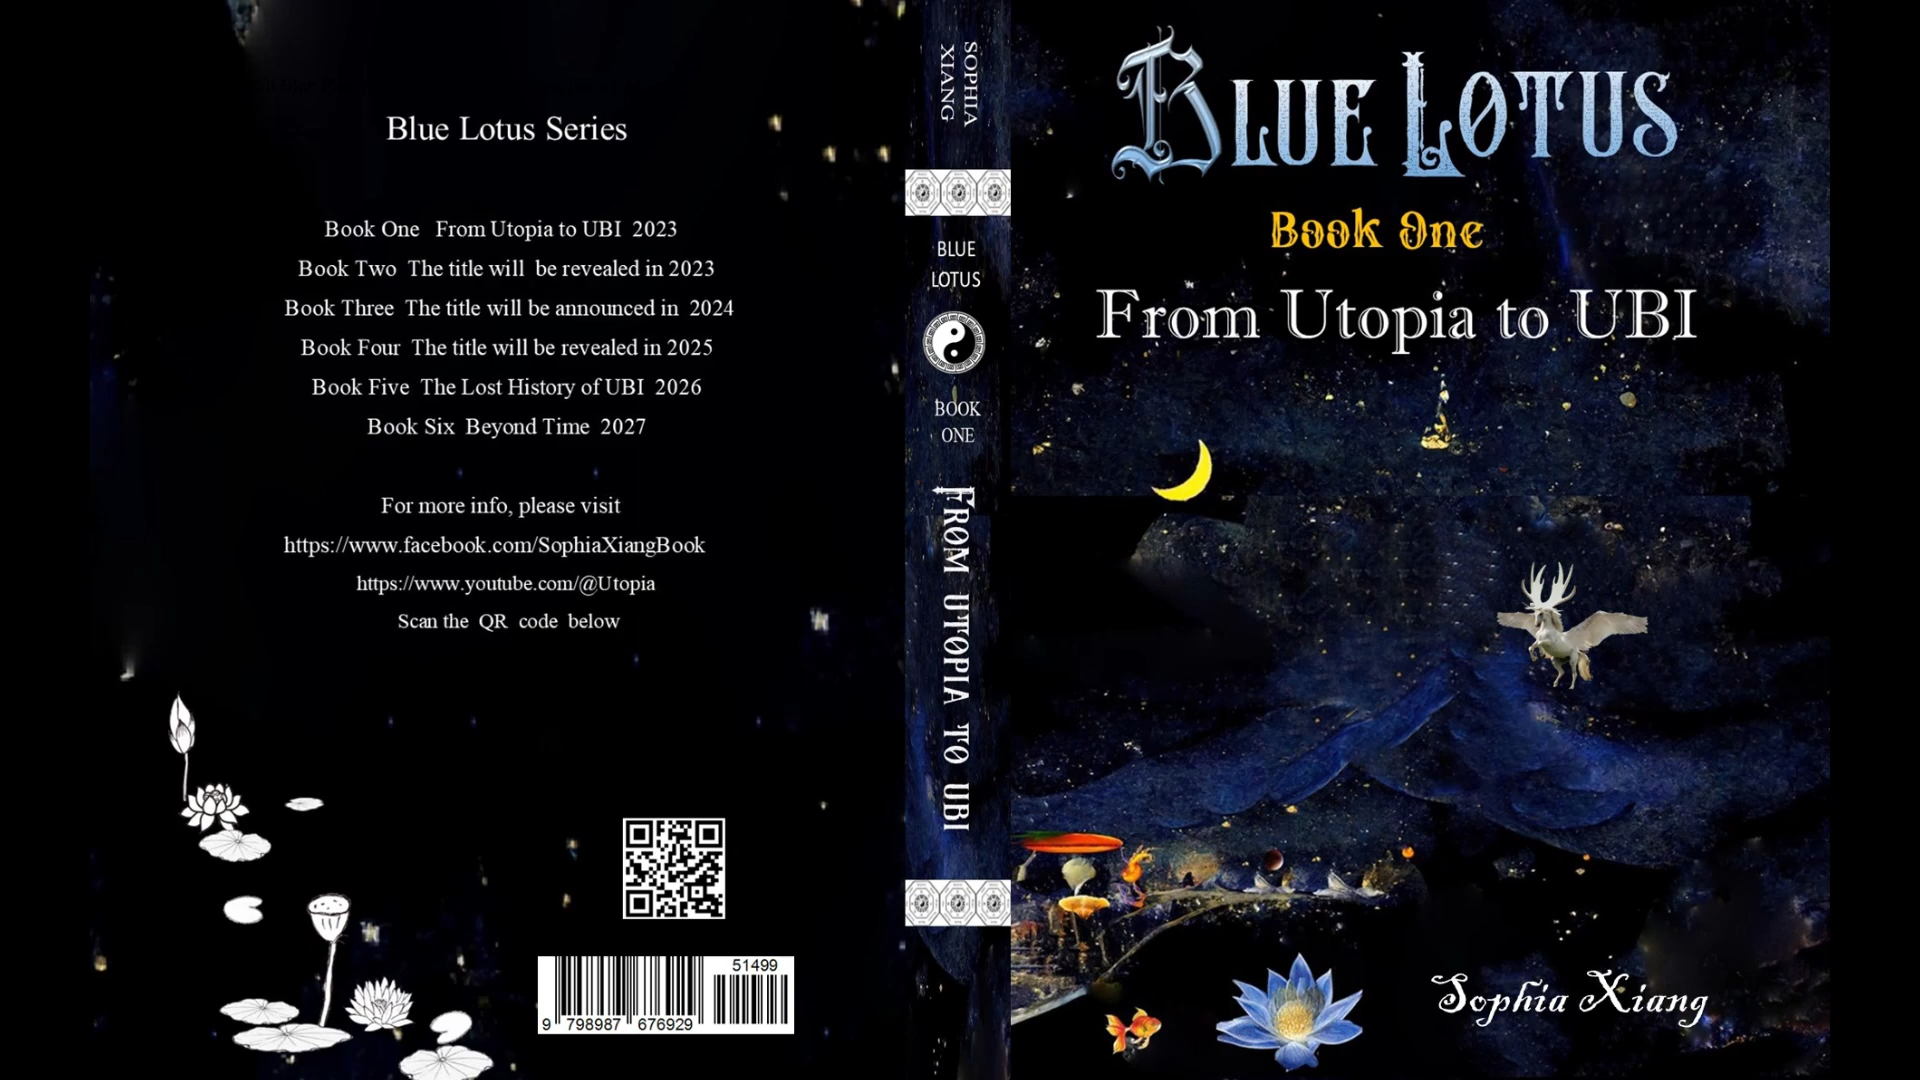 Blue Lotus Series
Book One From Utopia to UBI 2023
Book Two The title will be revealed in 2023
Book Three The title will be announced in 2024
Book Four The title will be revealed in 2025
Book Five The Lost History of UBI 2026
Book Six Beyond Time 2027
For more info, please visit
https://www.facebook.com/SophiaXiangBook
https://www.youtube.com/@Utopia
Scan the QR code below
51499
9 798987 676929
SOPHIA
XIANG
BLUE
LOTUS
BOOK
ONE
FROM UTOPIA TO UBI
BLUE LOTUS
Book One
From Utopia to UBI
Sophia Xiang